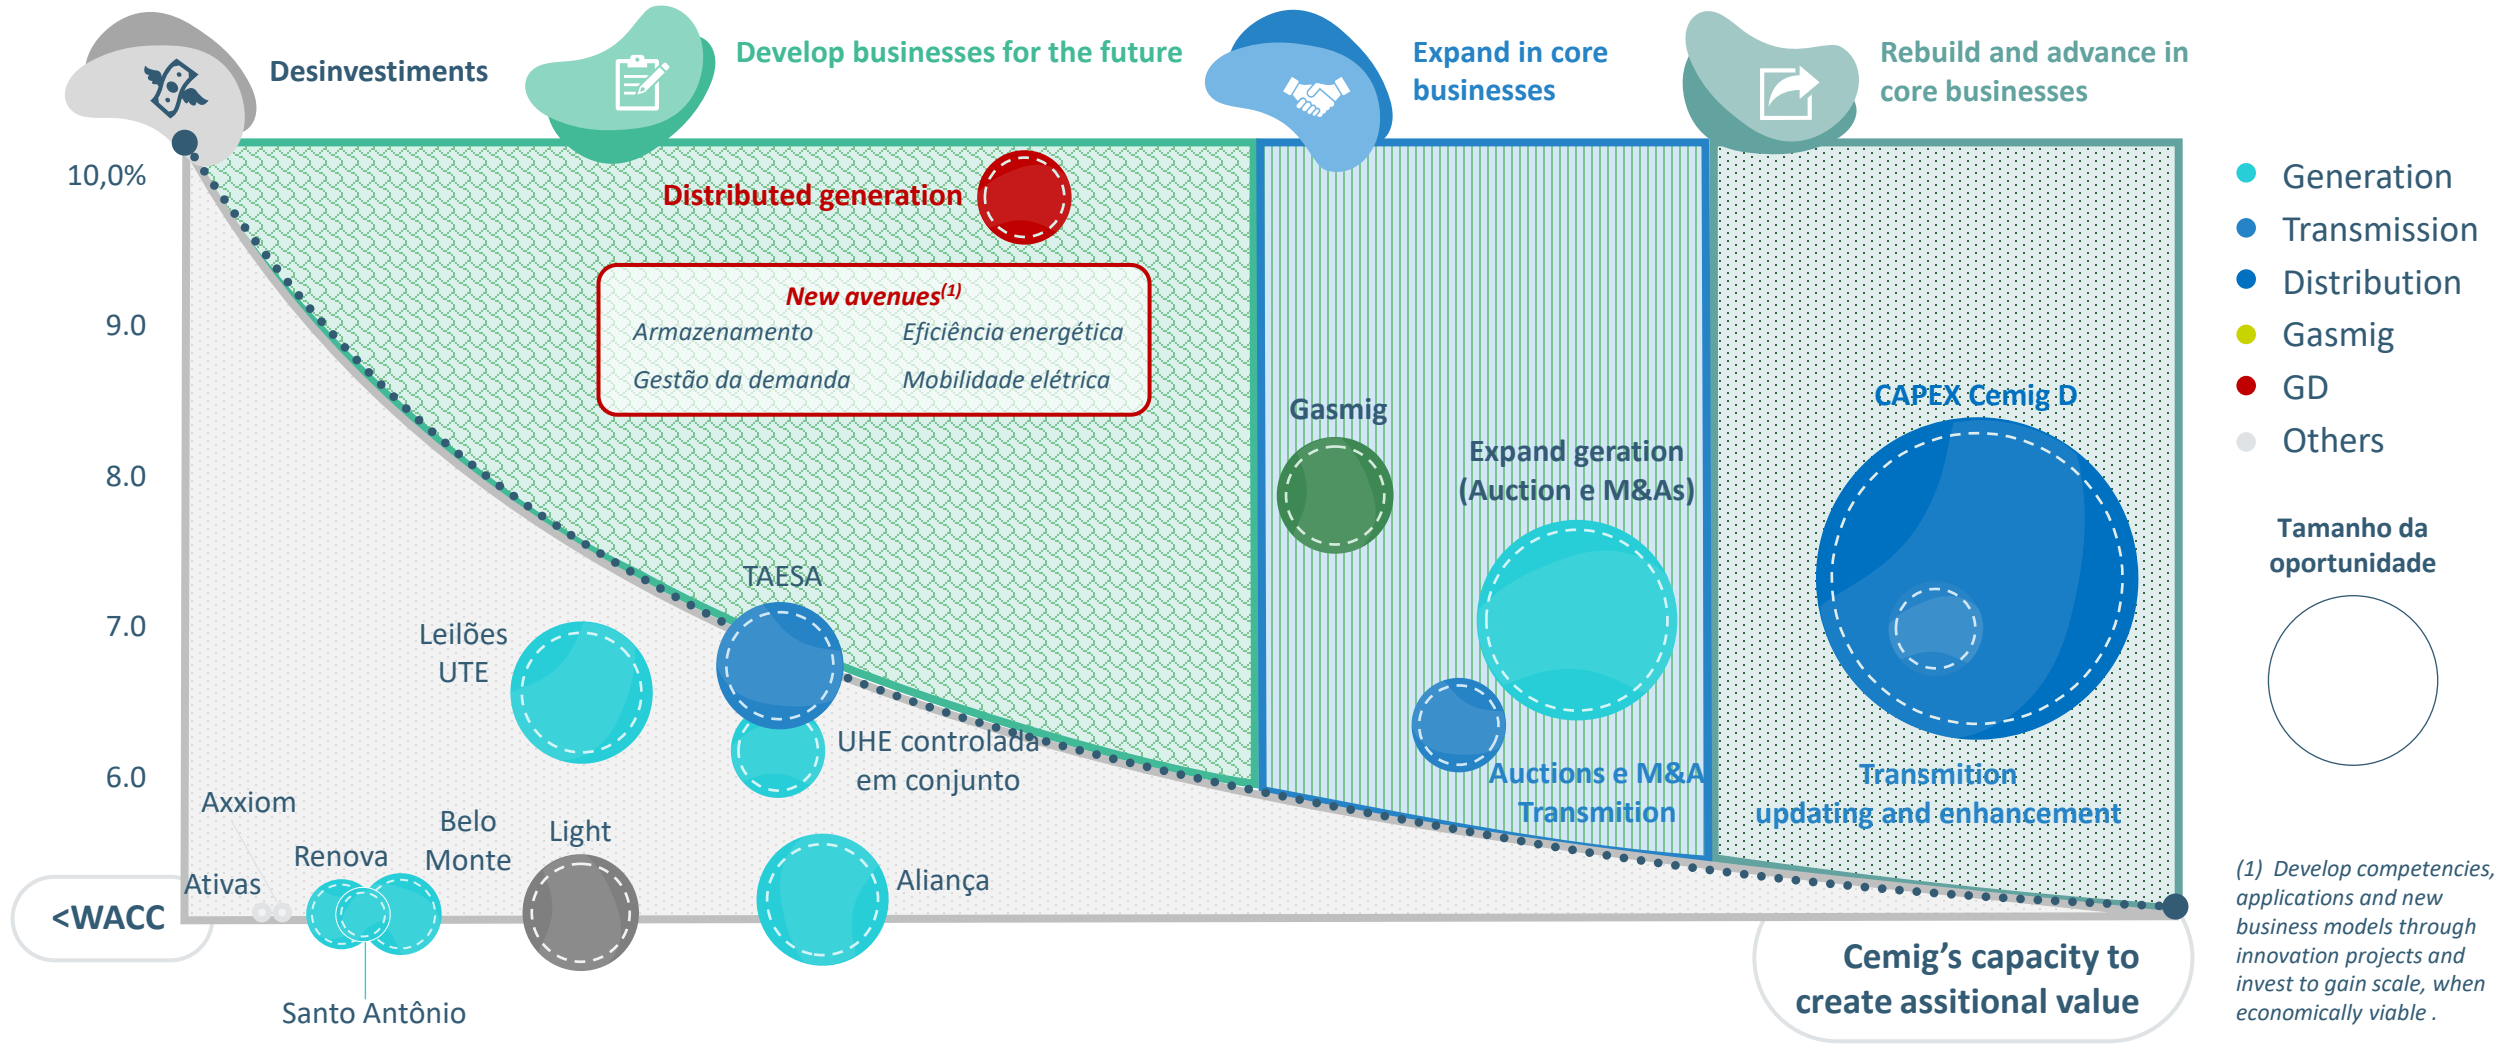 Desinvestiments
Develop businesses for the future
Expand in core
businesses
Rebuild and advance in
core businesses
10,0%
9.0
8.0
7.0
6.0
<WACC
Distributed generation
New avenues(1)
Armazenamento
Eficiência energética
Gestão da demanda
Mobilidade elétrica
Gasmig
Expand geration
(Auction e M&As)
CAPEX Cemig D
TAESA
Leilões
UTE
UHE controlada
em conjunto
Auctions e M&A
Transmition
Transmition
updating and enhancement
Axxiom
Ativas
Renova
Belo
Monte
Light
Aliança
Santo Antônio
Cemig’s capacity to
create assitional value
Generation
Transmission
Distribution
Gasmig
GD
Others
Tamanho da
oportunidade
(1) Develop competencies,
applications and new
business models through
innovation projects and
invest to gain scale, when
economically viable .